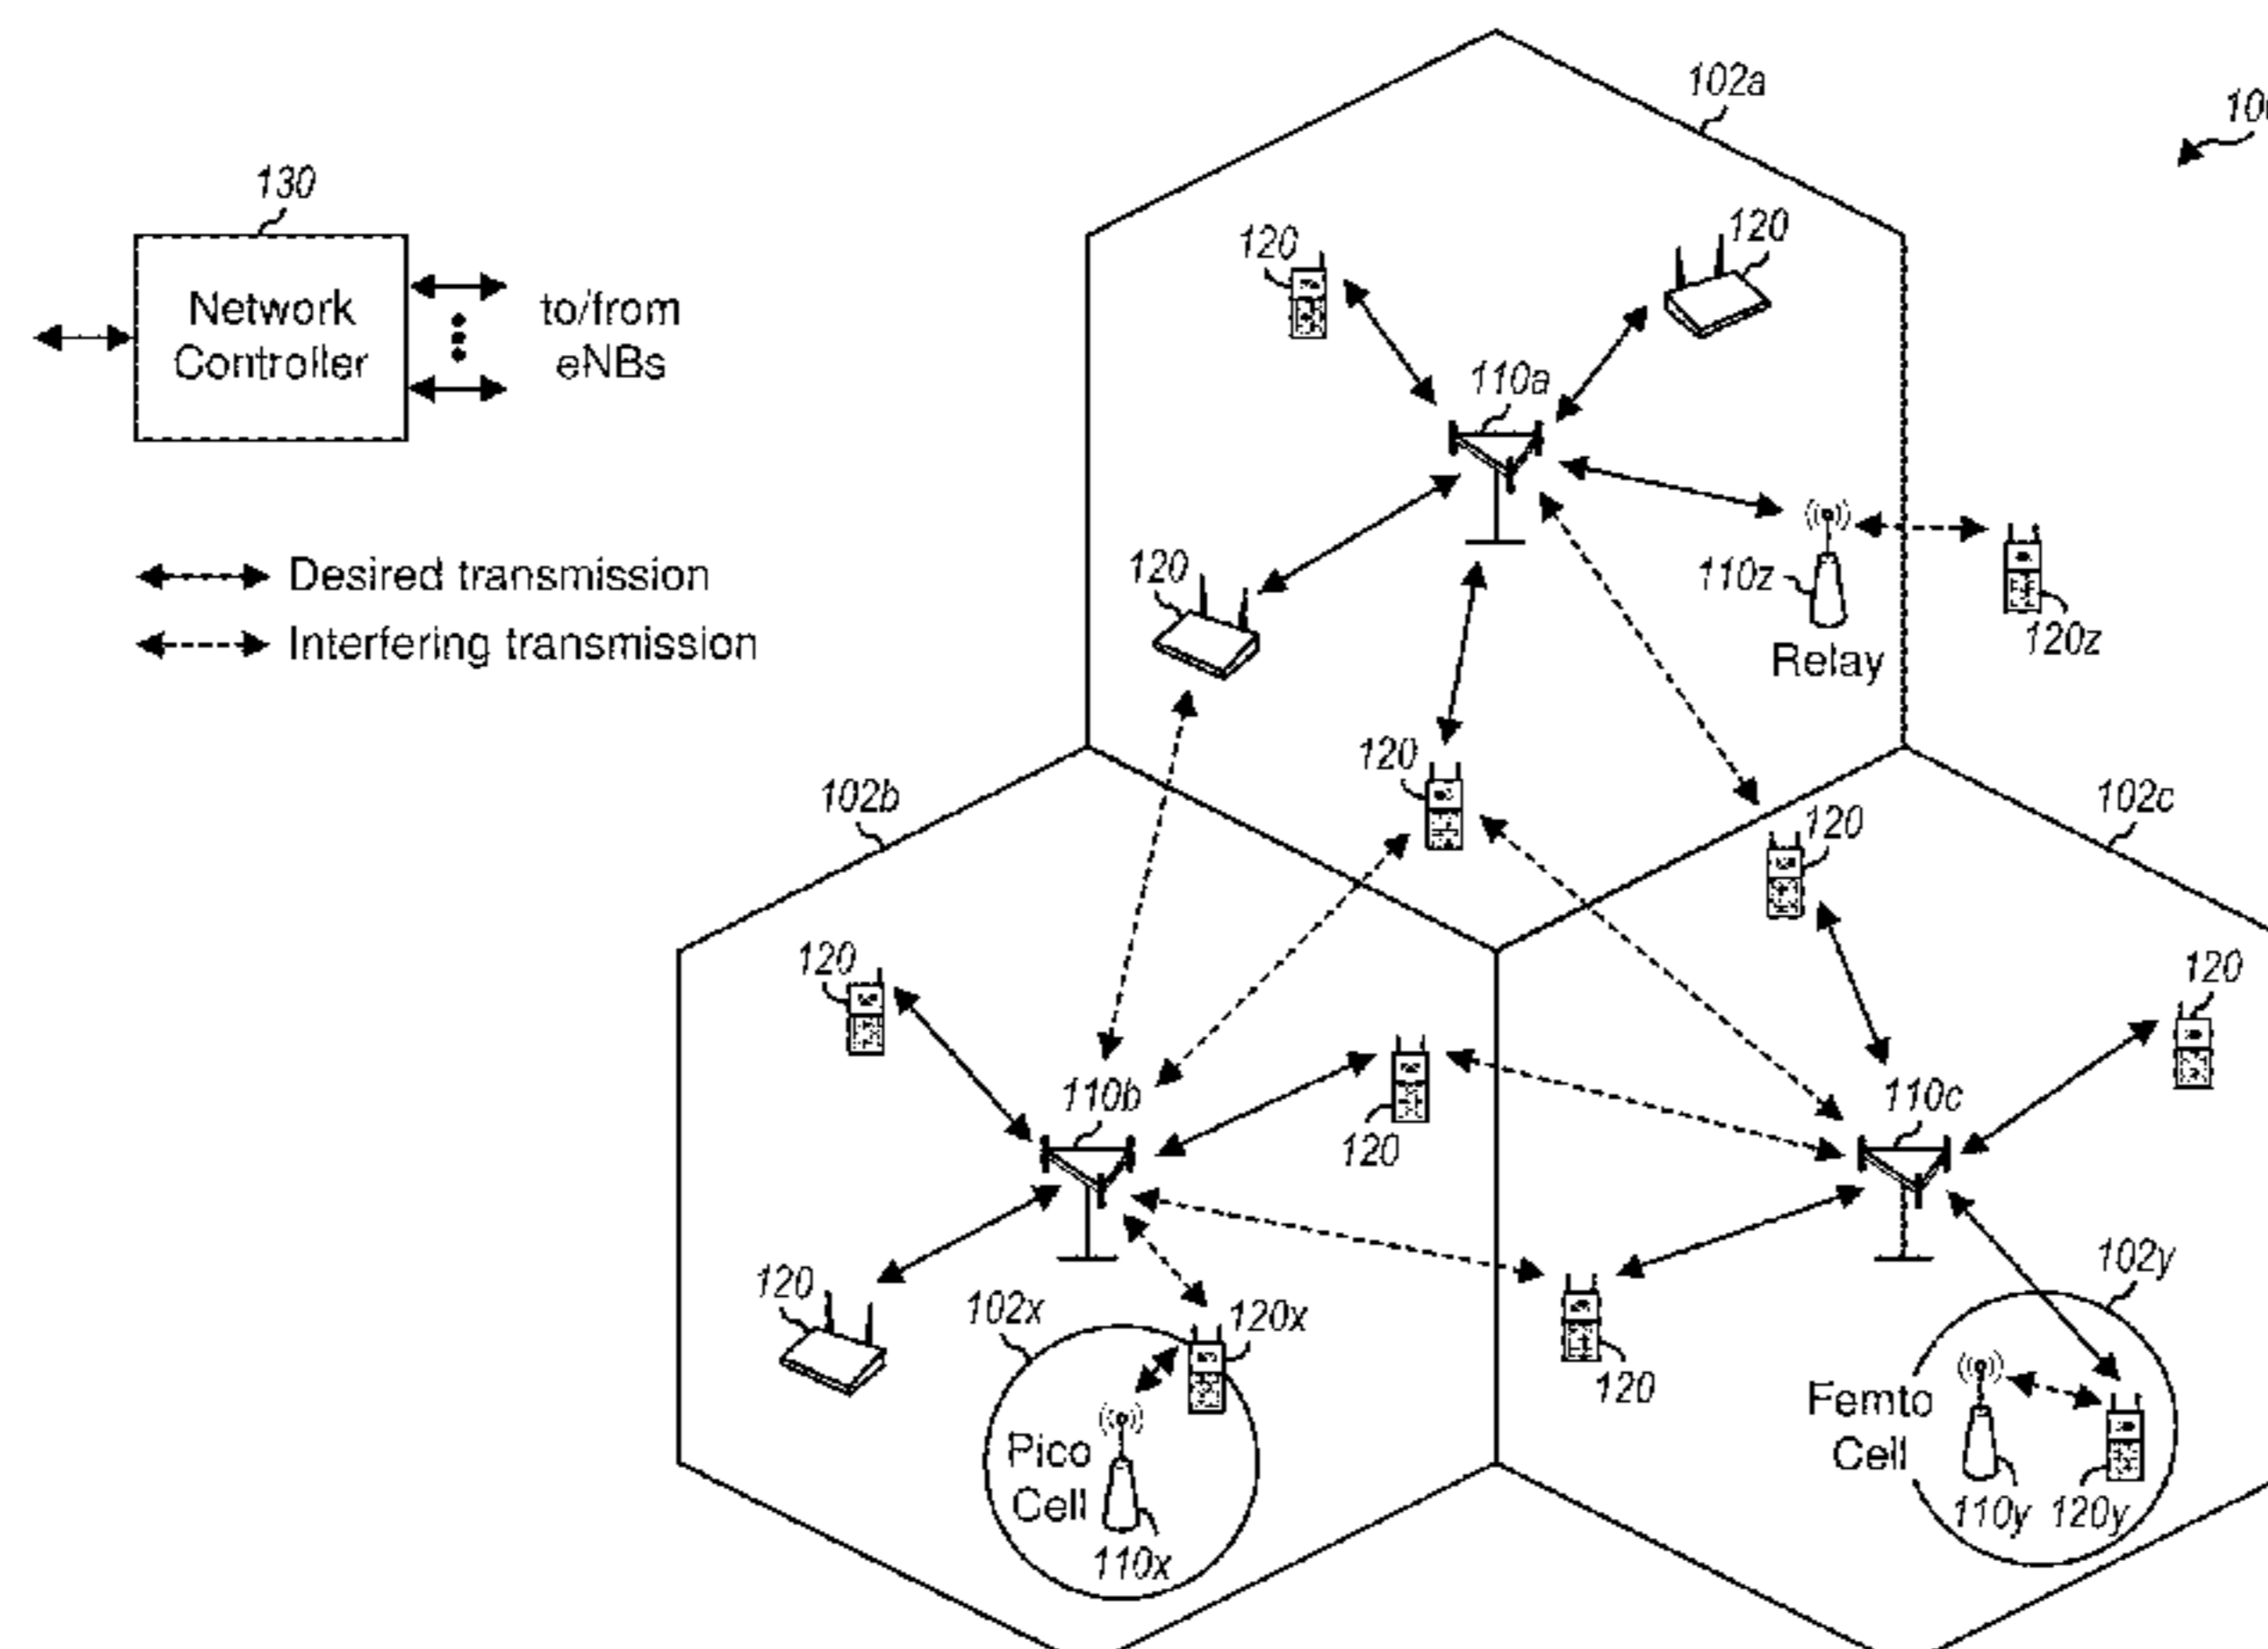 102a
100
130
Network
Controller
to/from
eNBs
120
120
110a
Desired transmission
Interfering transmission
120
110z
Relay
120z
120
102b
120
102c
120
120
110b
120
110c
120
102x
120x
120
102y
Pico
Cell
110x
Femto
Cell
110y
120y